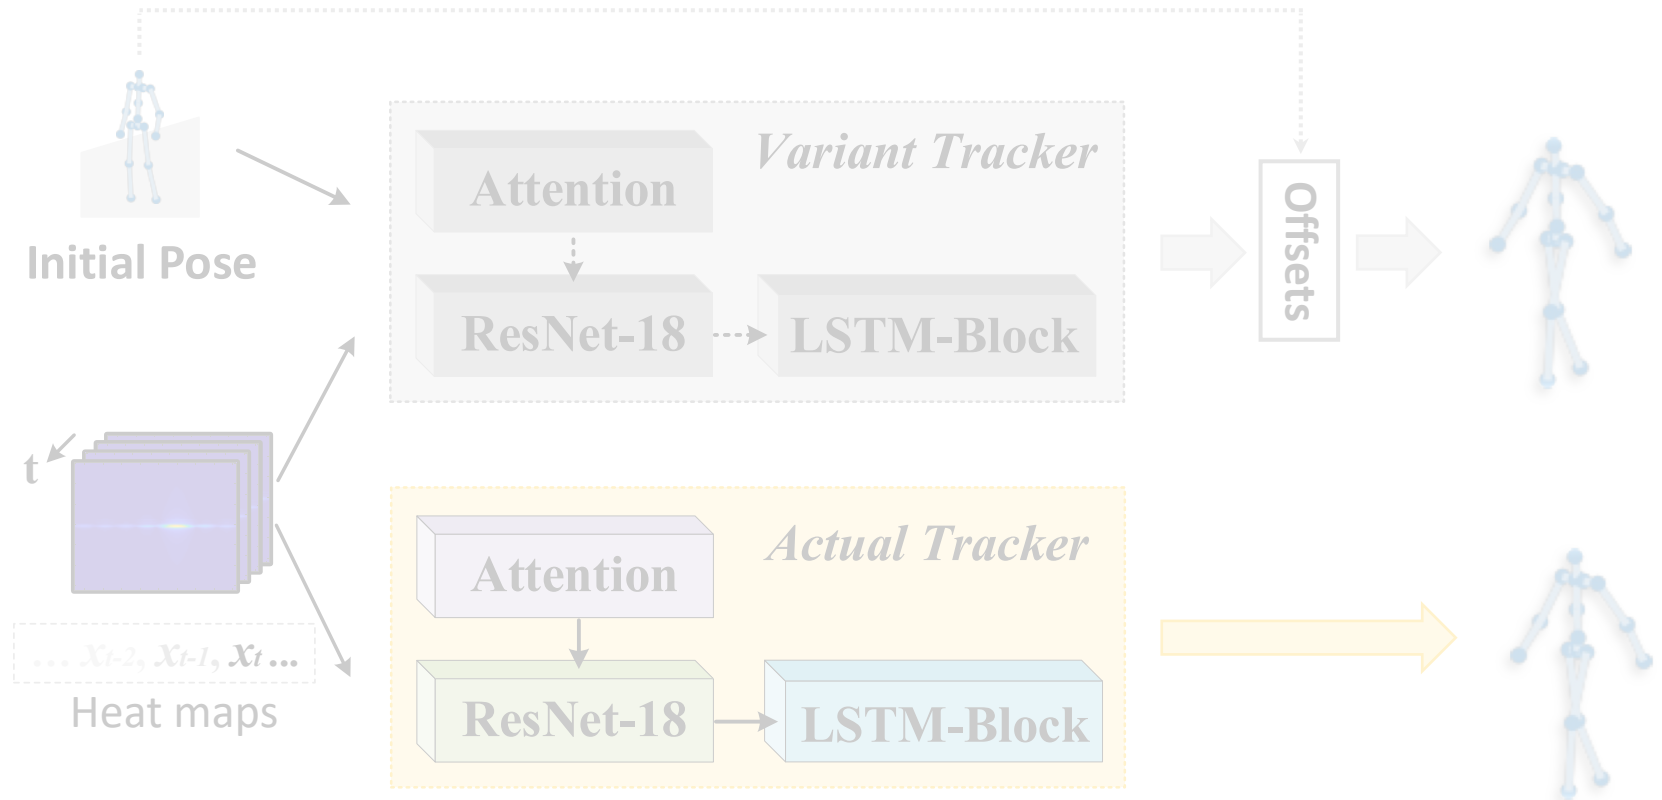 Variant Tracker
Attention
Initial Pose
Offsets
ResNet-18
LSTM-Block
t
Actual Tracker
Attention
... xt-2, xt-1, xt ...
Heat maps
ResNet-18
LSTM-Block